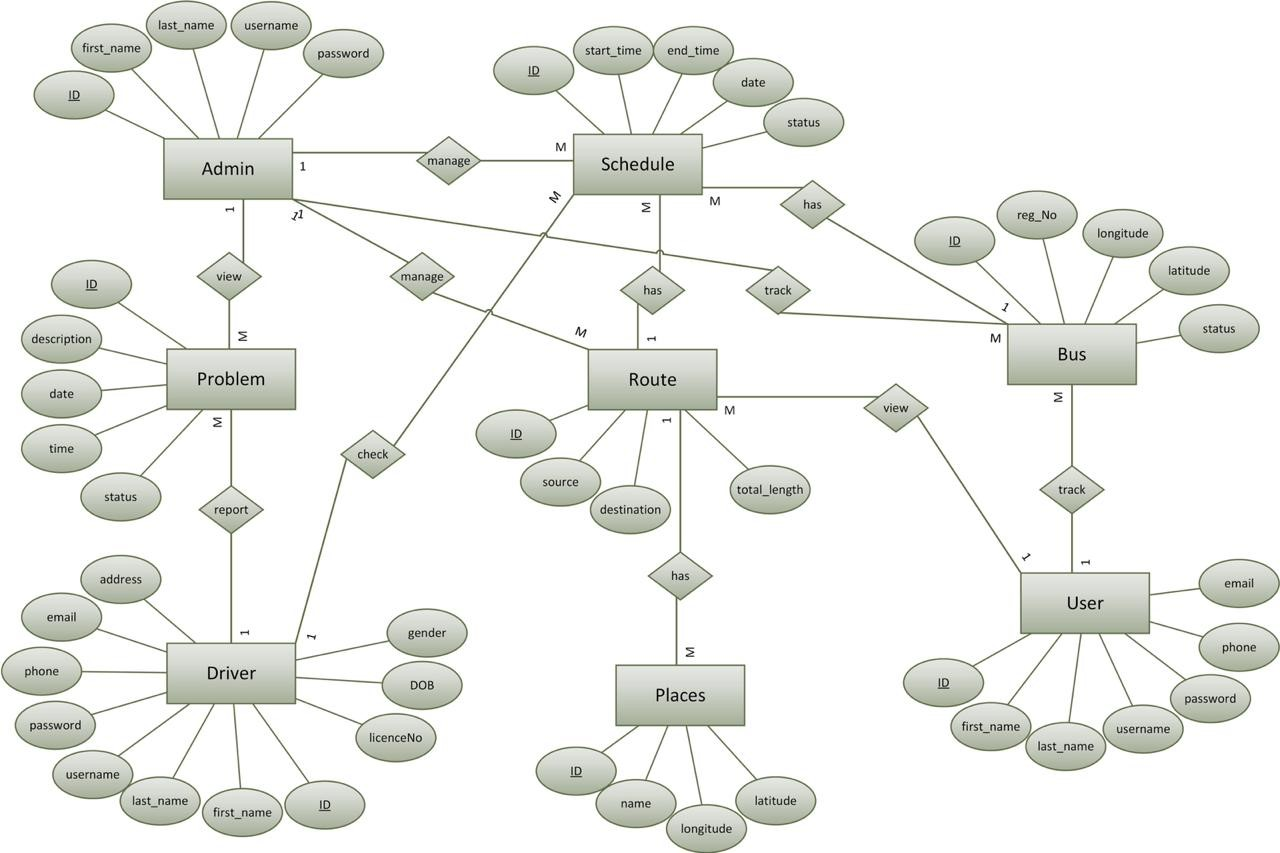 last_name
username
first_name
password
ID
start_time
end_time
ID
date
status
Admin
manage
Schedule
1
M
1
1
1
M
M
M
has
reg_No
ID
longitude
latitude
status
view
manage
has
track
1
M
M
1
M
Bus
ID
description
date
time
status
Problem
M
Route
M
1
view
M
ID
source
destination
total_length
check
report
track
has
1
1
email
User
phone
password
ID
first_name
last_name
username
address
email
phone
password
1
1
Driver
gender
DOB
licenceNo
username
last_name
first_name
ID
M
Places
ID
name
longitude
latitude